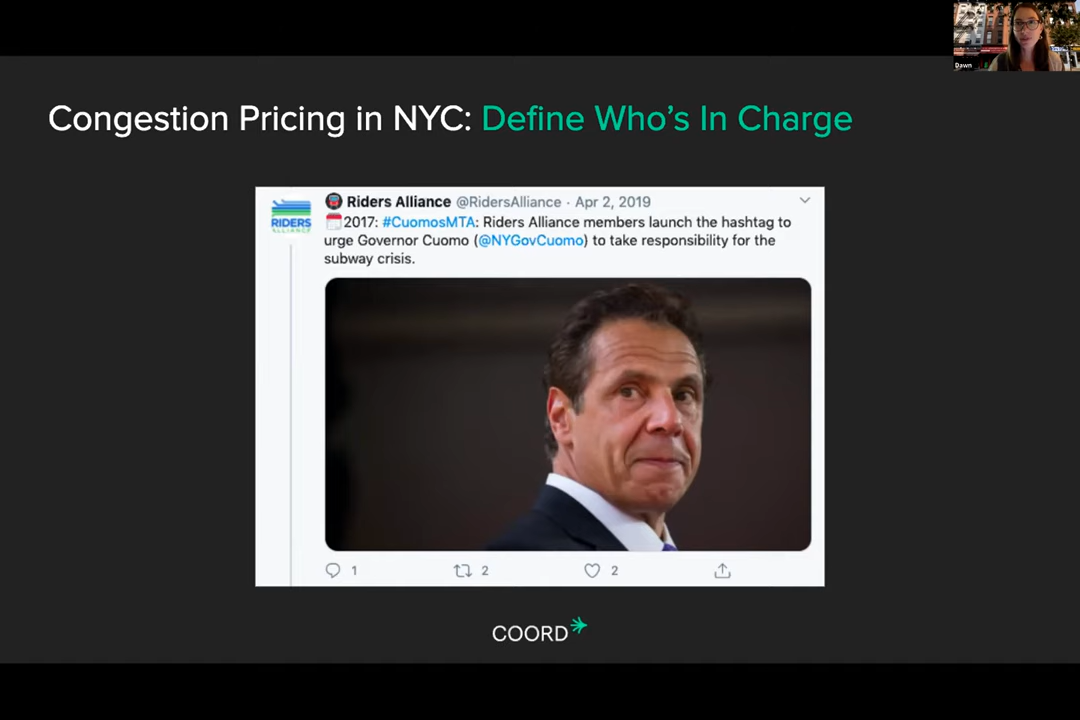 Dawn
Congestion Pricing in NYC: Define Who's In Charge
RIDERS
ALLIANCE
Riders Alliance @RidersAlliance · Apr 2, 2019
2017: #CuomosMTA: Riders Alliance members launch the hashtag to
urge Governor Cuomo (@NYGovCuomo) to take responsibility for the
subway crisis.
1 2 2
COORD